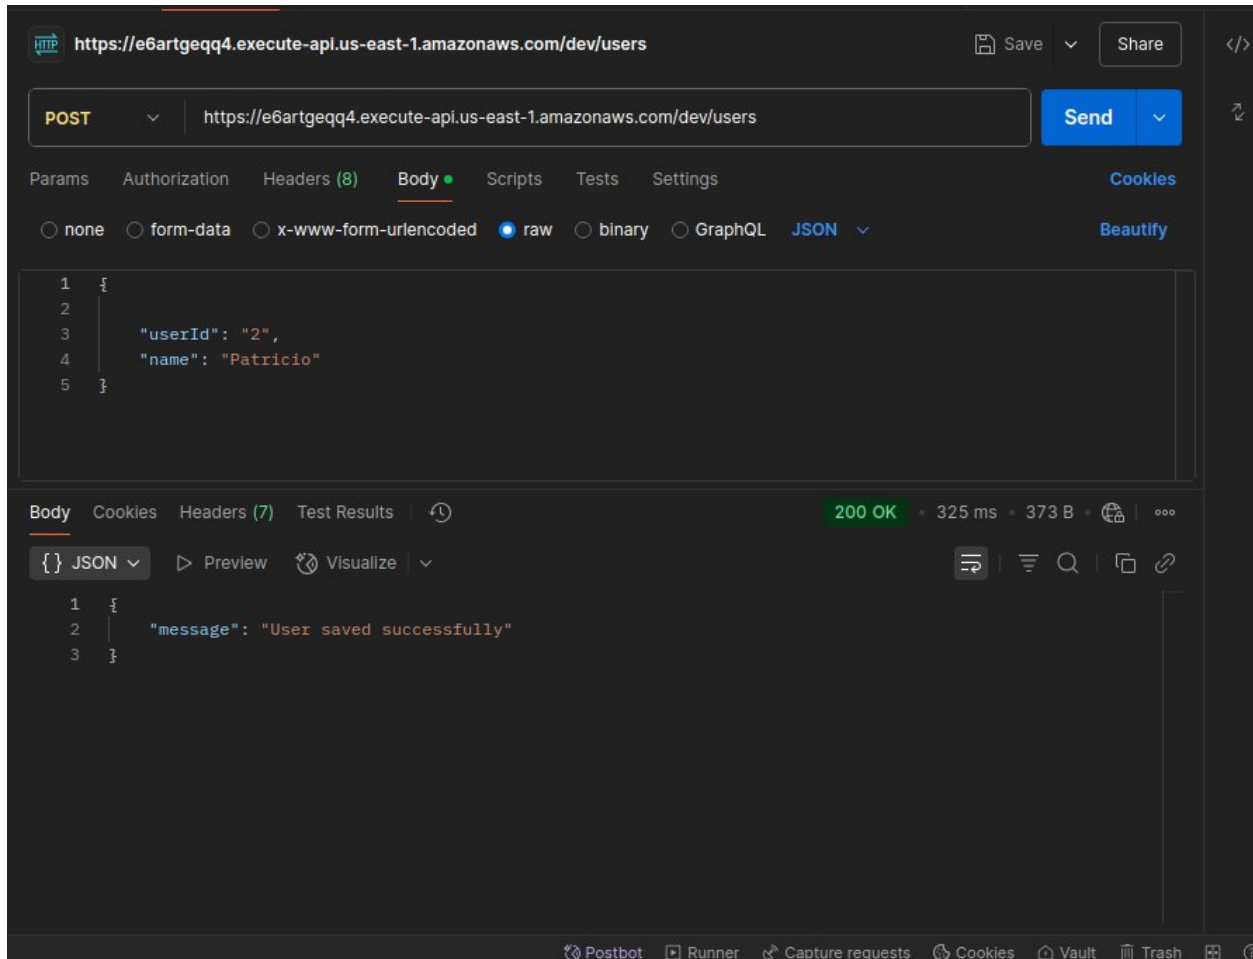 HTTP https://e6artgeqq4.execute-api.us-east-1.amazonaws.com/dev/users Save Share </>
POST https://e6artgeqq4.execute-api.us-east-1.amazonaws.com/dev/users Send
Params Authorization Headers (8) Body Scripts Tests Settings Cookies
none form-data x-www-form-urlencoded raw binary GraphQL JSON Beautify
1 {
2
3 "userId": "2",
4 "name": "Patricio"
5 }
Body Cookies Headers (7) Test Results 200 OK • 325 ms • 373 B • ooo
{} JSON Preview Visualize
1 {
2 "message": "User saved successfully"
3 }
Postbot Runner Capture requests Cookies Vault Trash